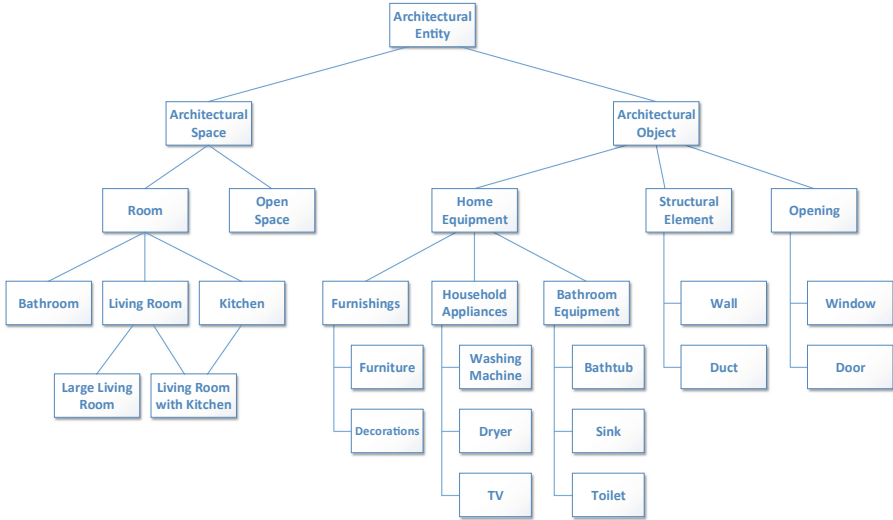 Architectural
Entity
Architectural
Space
Architectural
Object
Room
Open
Space
Home
Equipment
Structural
Element
Opening
Bathroom
Living Room
Kitchen
Furnishings
Household
Appliances
Bathroom
Equipment
Wall
Window
Large Living
Room
Living Room
with Kitchen
Furniture
Washing
Machine
Bathtub
Duct
Door
Decorations
Dryer
Sink
TV
Toilet